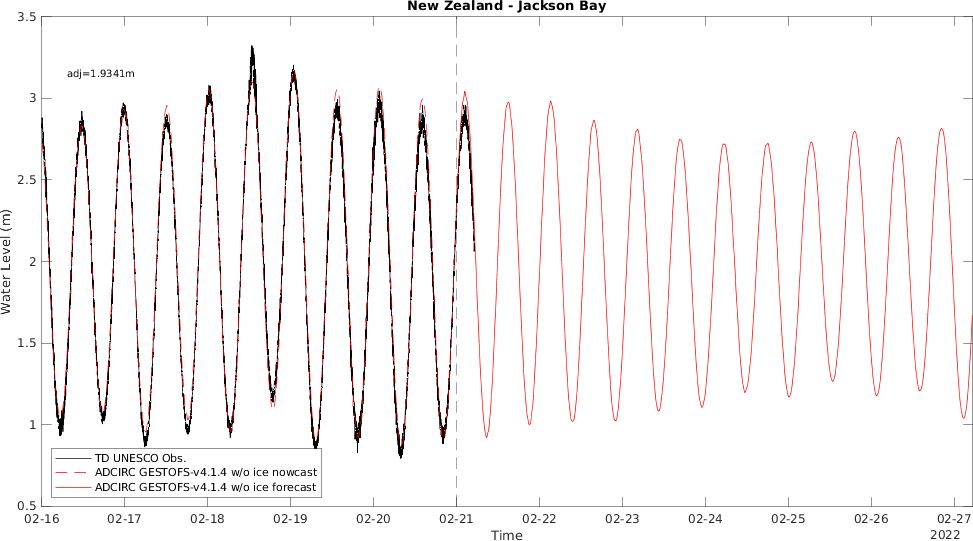 New Zealand - Jackson Bay
3.5
3
2.5
2
1.5
1
0.5
Water Level (m)
adj=1.9341m
TD UNESCO Obs.
ADCIRC GESTOFS-v4.1.4 w/o ice nowcast
ADCIRC GESTOFS-v4.1.4 w/o ice forecast
02-16 02-17 02-18 02-19 02-20 02-21 02-22 02-23 02-24 02-25 02-26 02-27
Time
2022